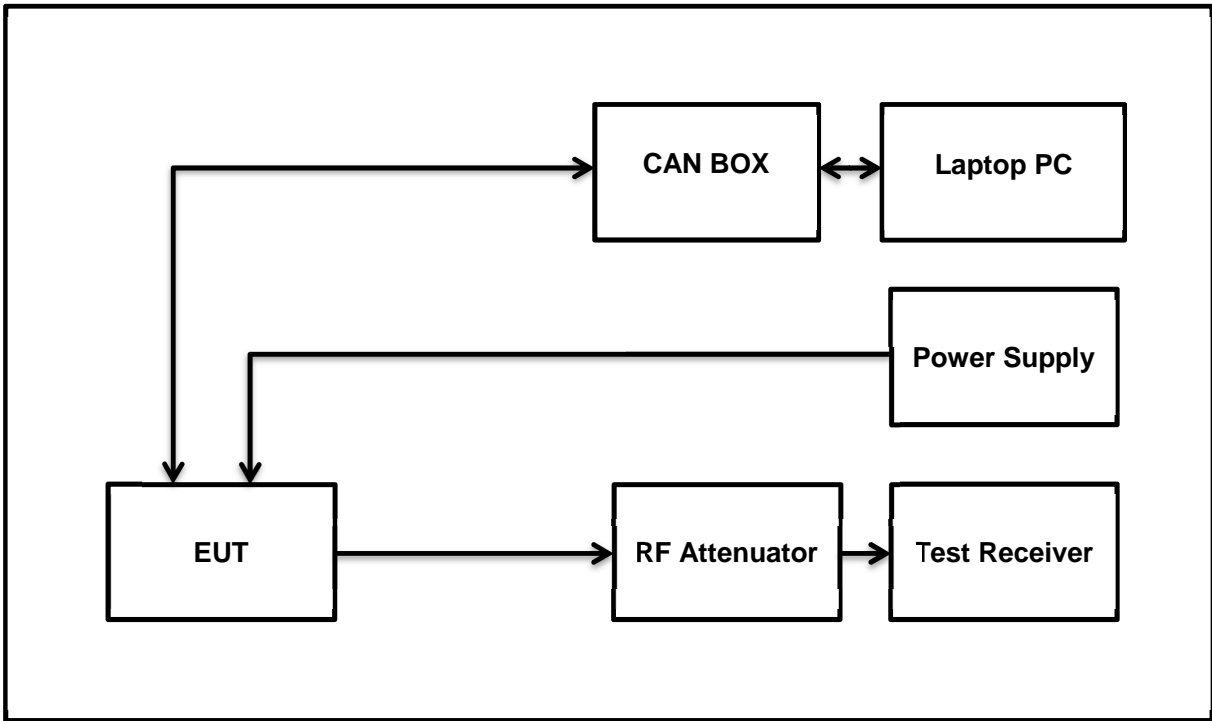 CAN BOX
Laptop PC
Power Supply
EUT
RF Attenuator
Test Receiver